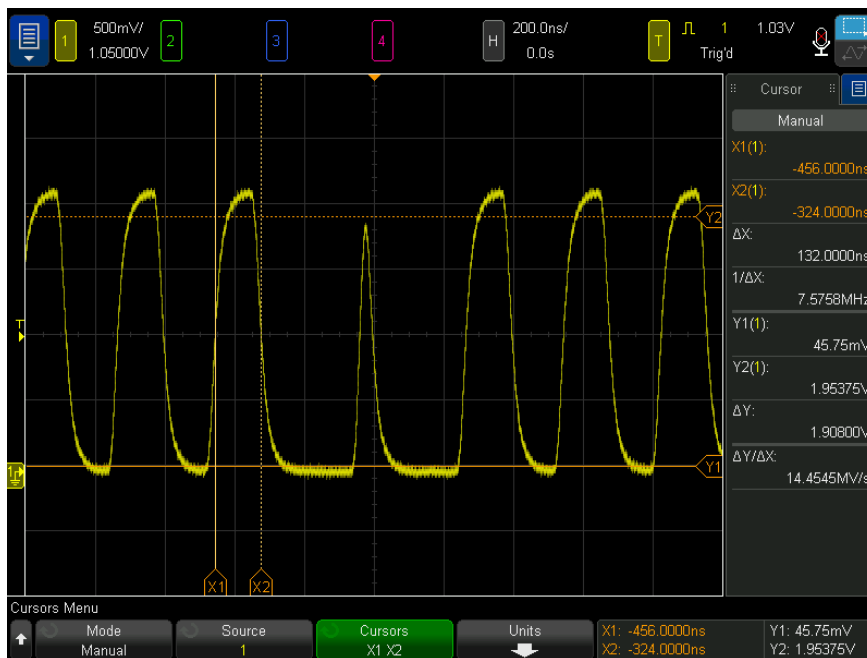 1 500mV/ 2 3 4 H 200.0ns/ T 1 1.03V
1.05000V 0.0s Trig'd
Cursor
Manual
X1(1):
-456.0000ns
X2(1):
-324.0000ns
ΔX:
132.0000ns
1/ΔX:
7.5758MHz
Y1(1):
45.75mV
Y2(1):
1.95375V
ΔY:
1.90800V
ΔY/ΔX:
14.4545MV/s
Y2
T
1
Y1
X1 X2
Cursors Menu
Mode Source Cursors Units X1: -456.0000ns Y1: 45.75mV
Manual 1 X1 X2 X2: -324.0000ns Y2: 1.95375V